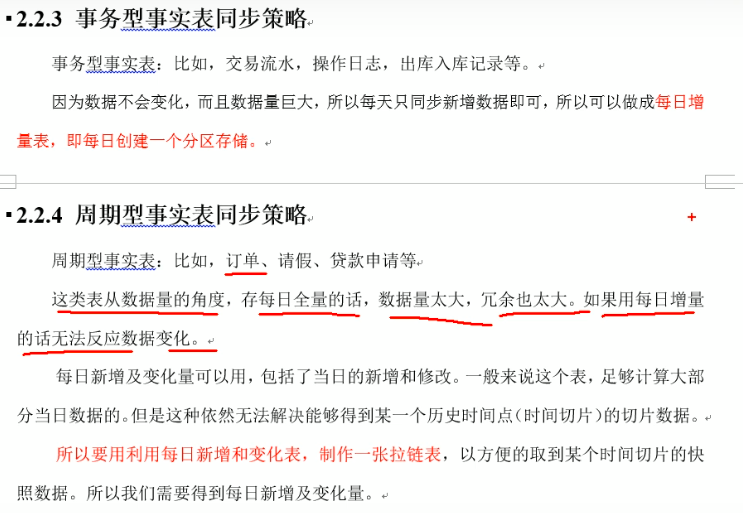 2.2.3 事务型事实表同步策略
事务型事实表：比如，交易流水，操作日志，出库入库记录等。
因为数据不会变化，而且数据量巨大，所以每天只同步新增数据即可，所以可以做成每日增
量表，即每日创建一个分区存储。
2.2.4 周期型事实表同步策略
周期型事实表：比如，订单、请假、贷款申请等
这类表从数据量的角度，存每日全量的话，数据量太大，冗余也太大。如果用每日增量
的话无法反应数据变化。
每日新增及变化量可以用，包括了当日的新增和修改。一般来说这个表，足够计算大部
分当日数据的。但是这种依然无法解决能够得到某一个历史时间点（时间切片）的切片数据。
所以要用利用每日新增和变化表，制作一张拉链表，以方便的取到某个时间切片的快
照数据。所以我们需要得到每日新增及变化量。